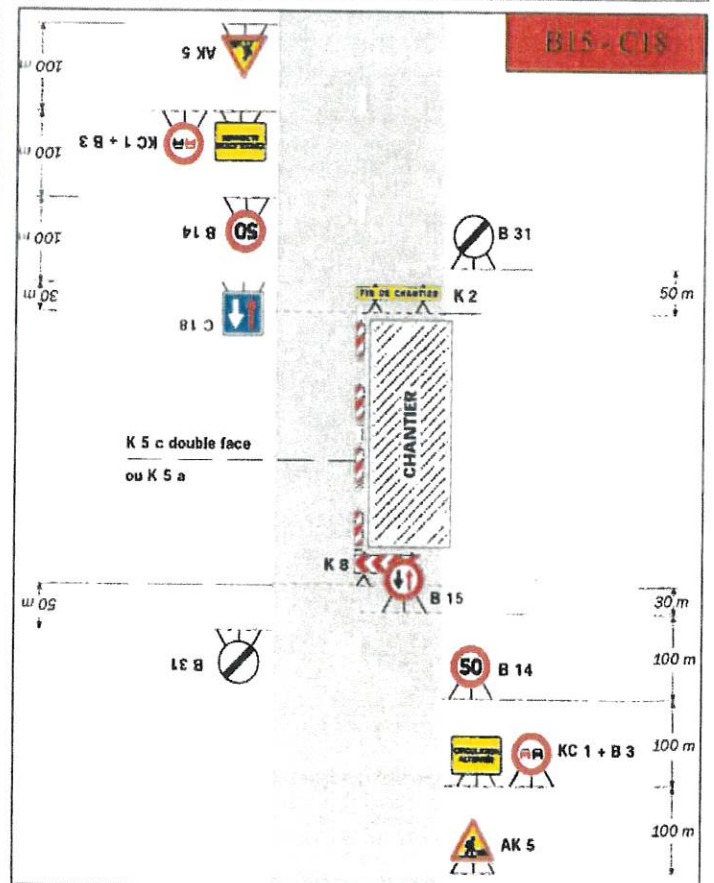 B15 - C18
AK 5
100 m
KC 1 + B 3
CIRCULATION
ALTERNÉE
100 m
B 14
50
100 m
B 31
C 18
30 m
FIN DE CHANTIER
K 2
50 m
CHANTIER
K 5 c double face
ou K 5 a
K 8
B 15
50 m
30 m
B 31
50
B 14
100 m
CIRCULATION
ALTERNÉE
KC 1 + B 3
100 m
AK 5
100 m